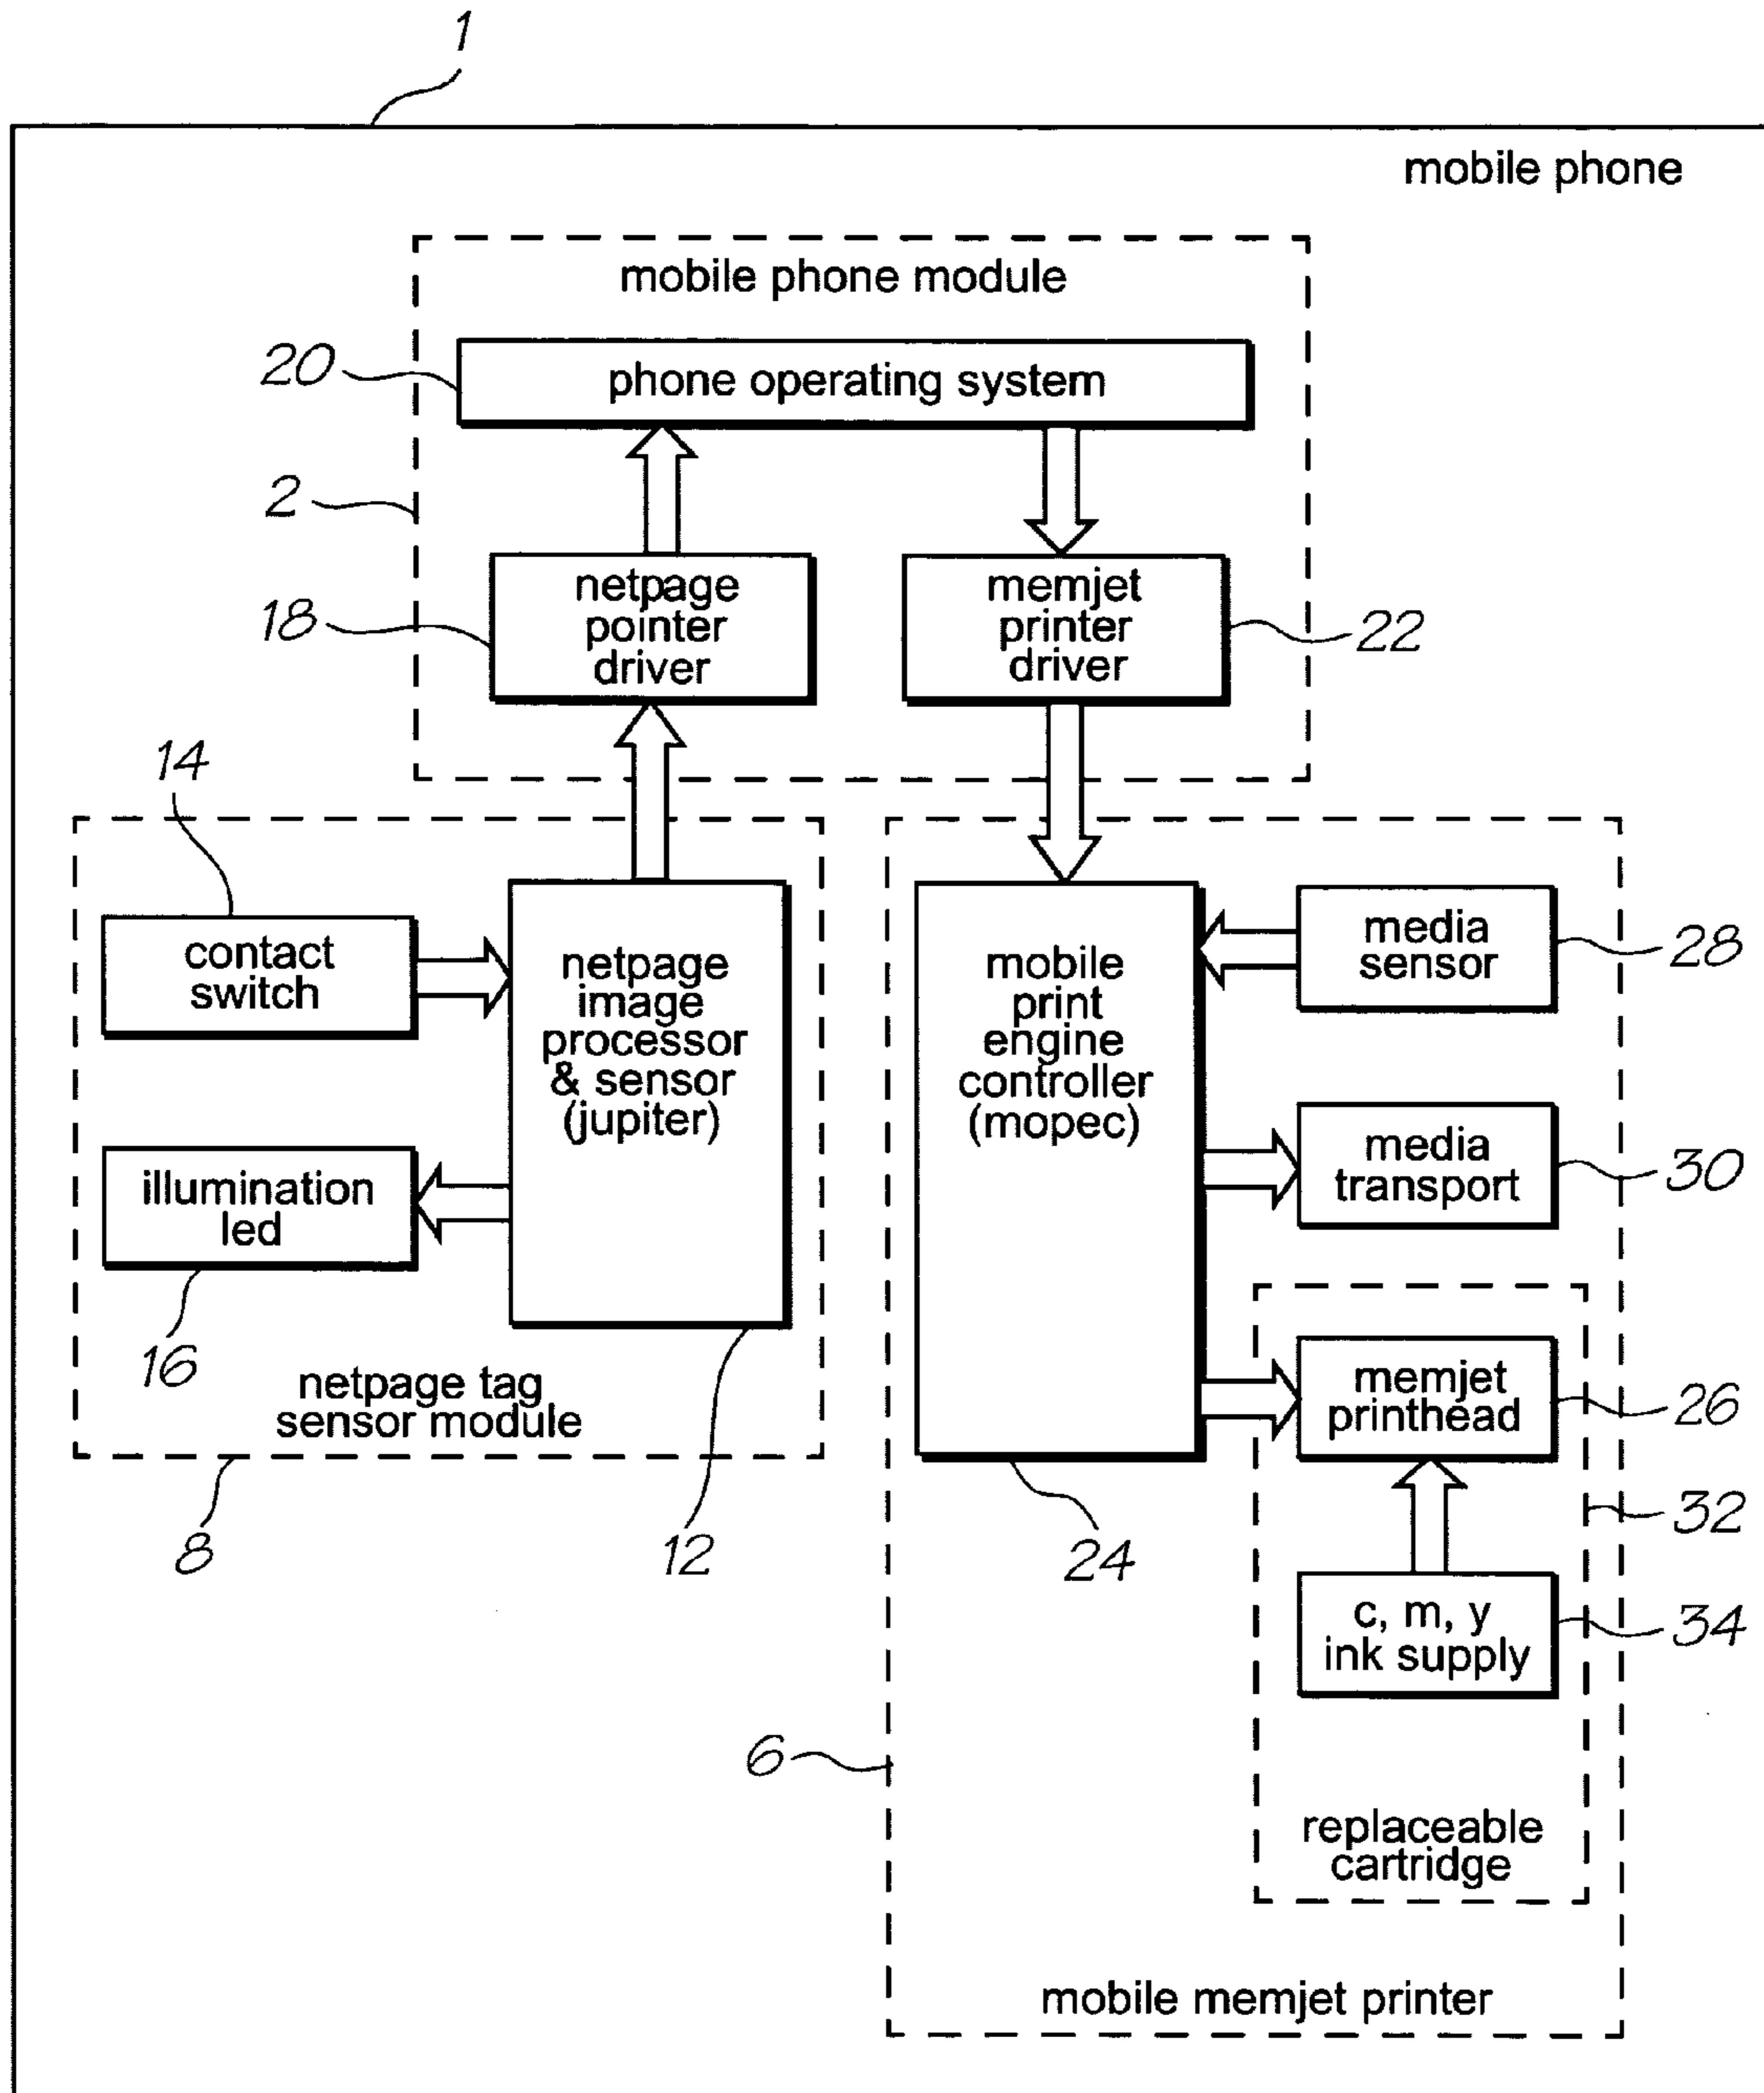 1
mobile phone
mobile phone module
20
phone operating system
2
18
netpage
pointer
driver
memjet
printer
driver
22
14
contact
switch
netpage
image
processor
& sensor
(jupiter)
illumination
led
16
netpage tag
sensor module
8
12
mobile
print
engine
controller
(mopec)
media
sensor
28
media
transport
30
memjet
printhead
26
24
32
c, m, y
ink supply
34
6
replaceable
cartridge
mobile memjet printer